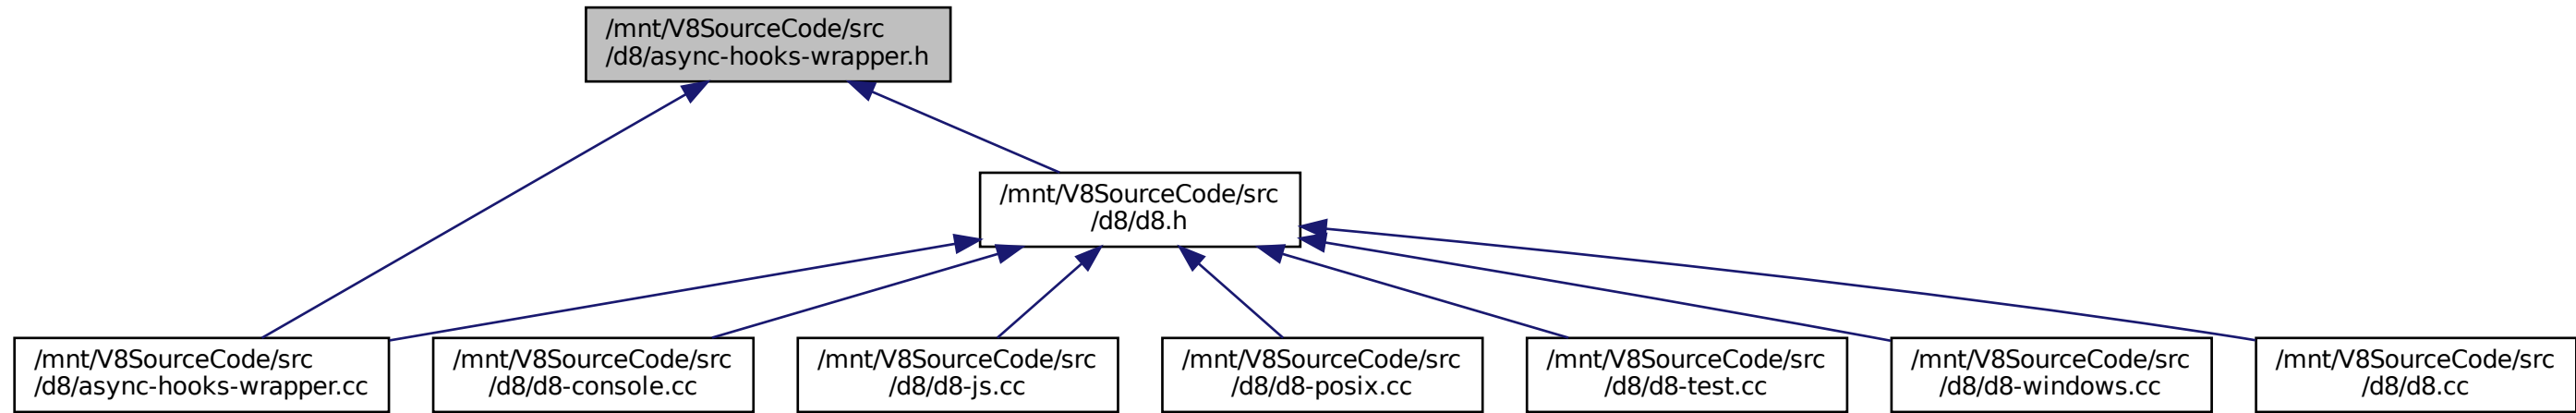 /mnt/V8SourceCode/src
/d8/async-hooks-wrapper.h
/mnt/V8SourceCode/src
/d8/d8.h
/mnt/V8SourceCode/src
/d8/async-hooks-wrapper.cc
/mnt/V8SourceCode/src
/d8/d8-console.cc
/mnt/V8SourceCode/src
/d8/d8-js.cc
/mnt/V8SourceCode/src
/d8/d8-posix.cc
/mnt/V8SourceCode/src
/d8/d8-test.cc
/mnt/V8SourceCode/src
/d8/d8-windows.cc
/mnt/V8SourceCode/src
/d8/d8.cc